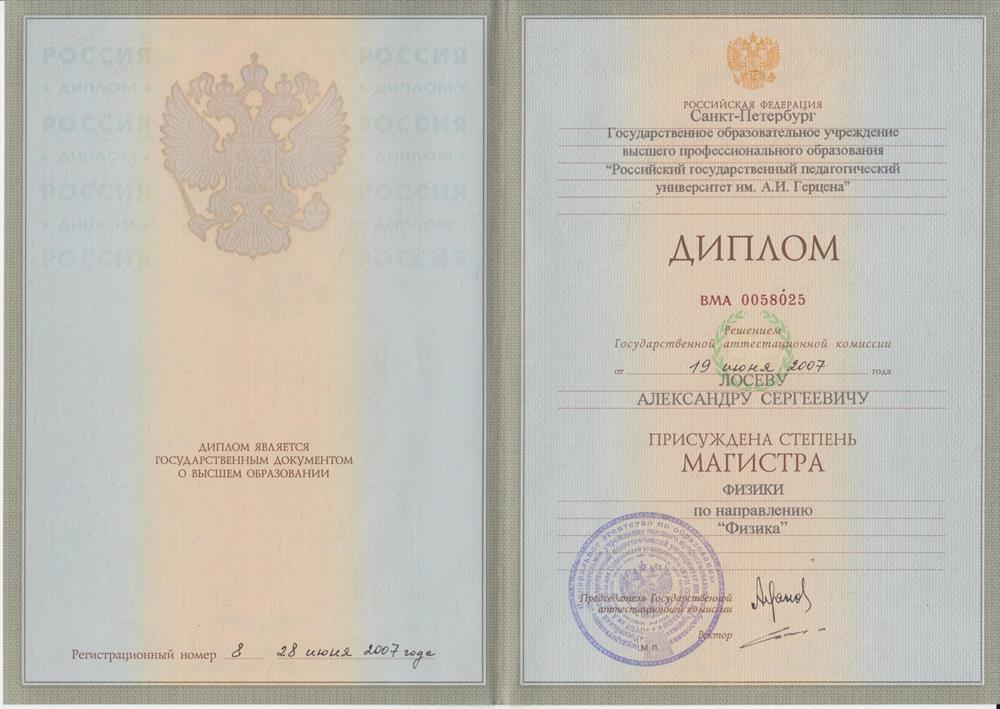 РОССИЯ РОССИЯ
ДИПЛОМ ДИПЛОМ
РОССИЯ РОССИЯ
ДИПЛОМ ДИПЛОМ
РОССИЯ РОССИЯ
ДИПЛОМ ДИПЛОМ
РОССИЯ РОССИЯ
ДИПЛОМ ЯВЛЯЕТСЯ
ГОСУДАРСТВЕННЫМ ДОКУМЕНТОМ
О ВЫСШЕМ ОБРАЗОВАНИИ
Регистрационный номер 8 28 июня 2007 года
РОССИЙСКАЯ ФЕДЕРАЦИЯ
Санкт-Петербург
Государственное образовательное учреждение
высшего профессионального образования
“Российский государственный педагогический
университет им. А.И. Герцена”
ДИПЛОМ
ВМА 0058025
Решением
Государственной аттестационной комиссии
от 19 июня 2007 года
ЛОСЕВУ
АЛЕКСАНДРУ СЕРГЕЕВИЧУ
ПРИСУЖДЕНА СТЕПЕНЬ
МАГИСТРА
ФИЗИКИ
по направлению
“Физика”
Председатель Государственной
аттестационной комиссии
Ректор
М.П.